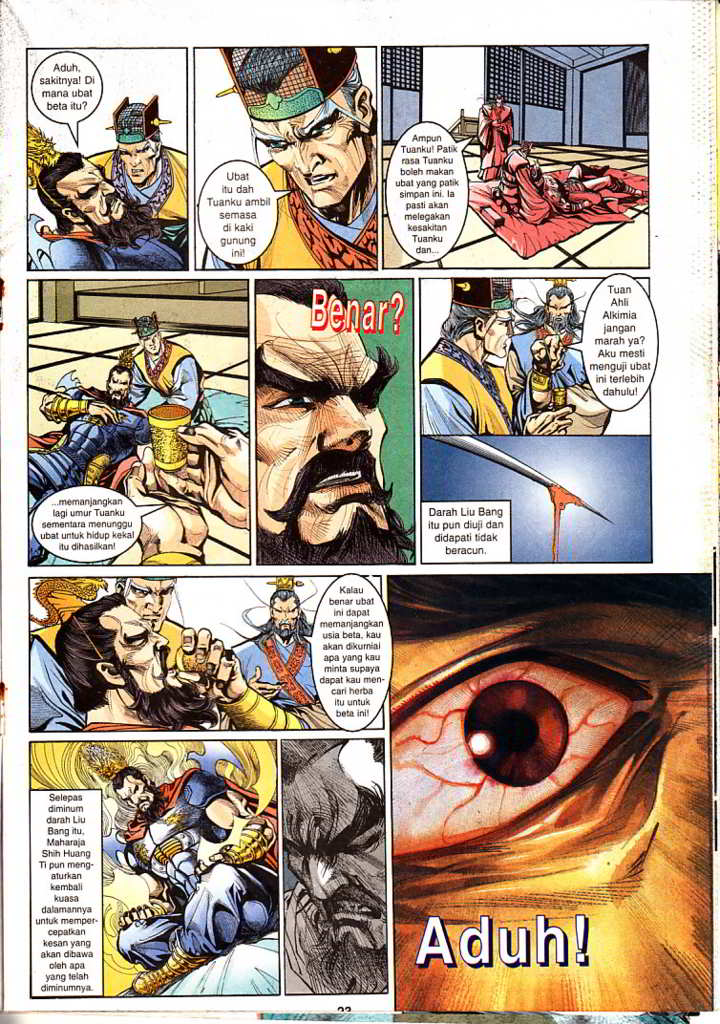 Aduh,
sakitnya! Di
mana ubat
beta itu?
Ubat
itu dah
Tuanku ambil
semasa
di kaki
gunung
ini!
Ampun
Tuanku! Patik
rasa Tuanku
boleh makan
ubat yang patik
simpan ini. Ia
pasti akan
melegakan
kesakitan
Tuanku
dan...
...memanjangkan
lagi umur Tuanku
sementara menunggu
ubat untuk hidup kekal
itu dihasilkan!
Benar?
Tuan
Ahli
Alkimia
jangan
marah ya?
Aku mesti
menguji ubat
ini terlebih
dahulu!
Darah Liu Bang
itu pun diuji dan
didapati tidak
beracun.
Kalau
benar ubat
ini dapat
memanjangkan
usia beta, kau
akan dikurniai
apa yang kau
minta supaya
dapat kau men-
cari herba
itu untuk
beta ini!
Selepas
diminum
darah Liu
Bang itu,
Maharaja
Shih Huang
Ti pun meng-
aturkan
kembali
kuasa
dalamannya
untuk memper-
cepatkan
kesan yang
akan dibawa
oleh apa
yang telah
diminumnya.
Aduh!